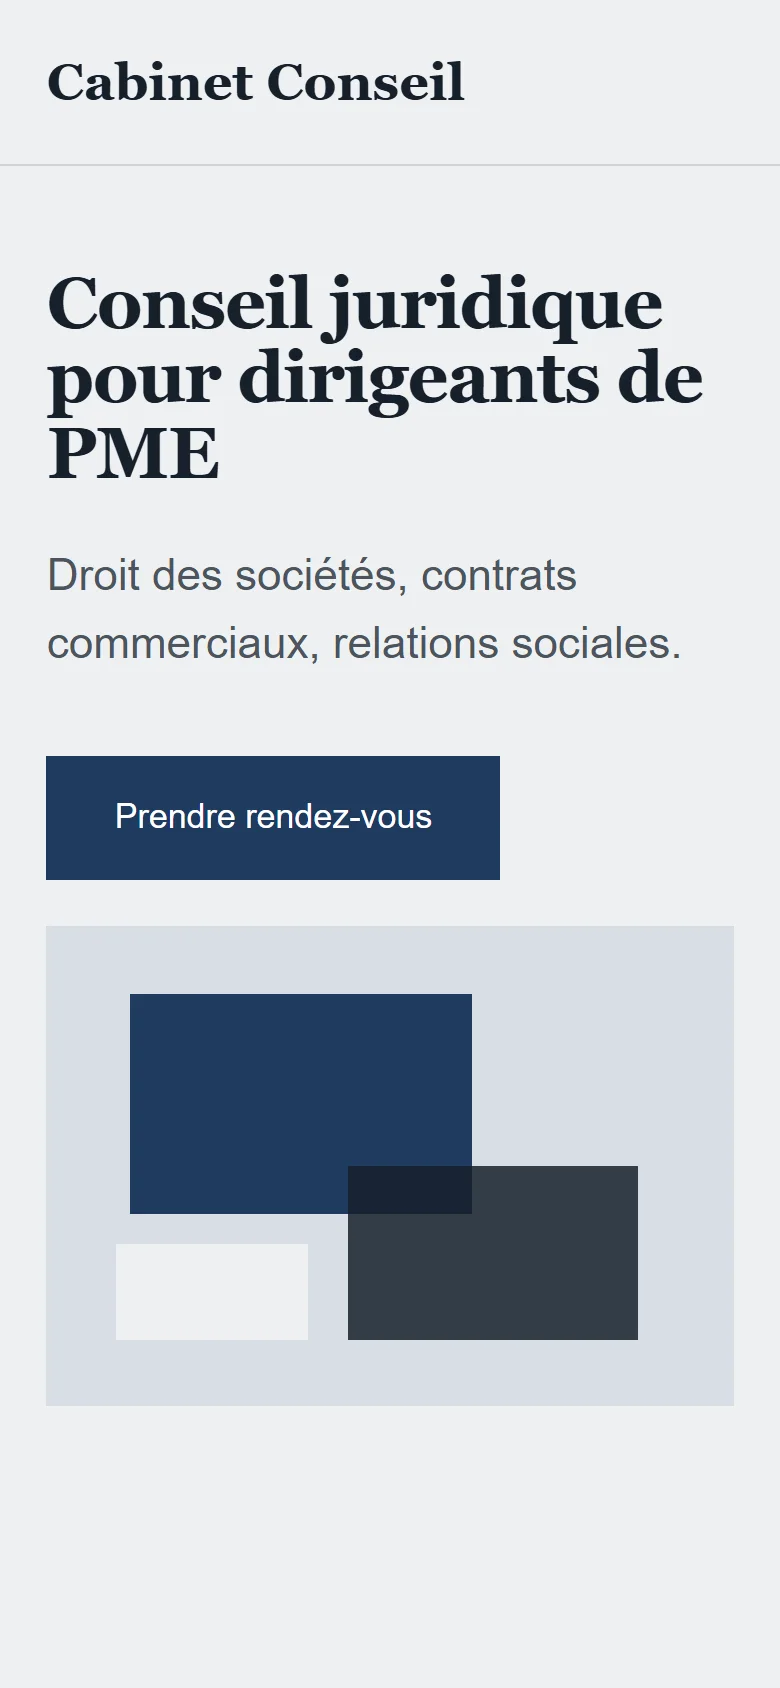 Cabinet Conseil
Conseil juridique
pour dirigeants de
PME
Droit des sociétés, contrats
commerciaux, relations sociales.
Prendre rendez-vous